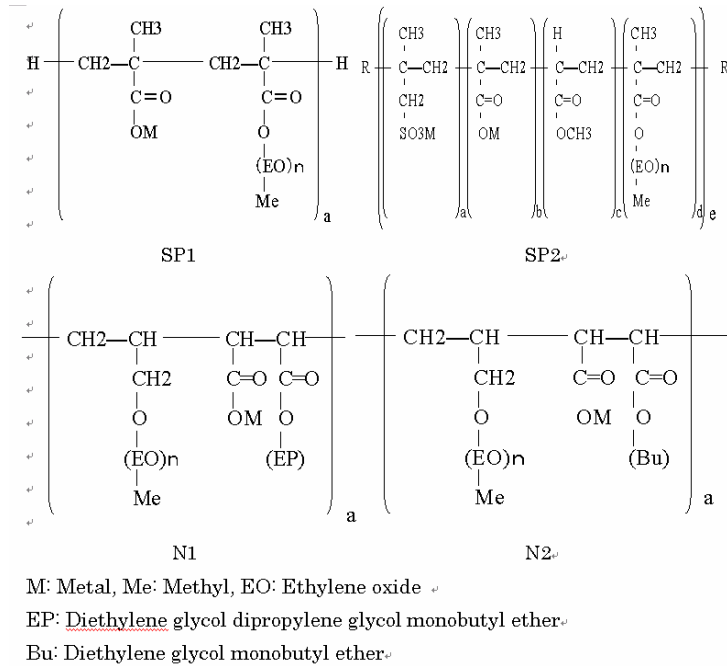 CH3 CH3
H CH2—C CH2—C H
C=O C=O
OM O
(EO)n
Me
a
SP1
CH3 CH3 H CH3
R C—CH2 C—CH2 C—CH2 C—CH2 R
CH2 C=O C=O C=O
SO3M OM OCH3 O
(EO)n
Me
a b c d e
SP2
CH2—CH CH—CH
CH2 C=O C=O
O OM O
(EO)n (EP)
Me
a
N1
CH2—CH CH—CH
CH2 C=O C=O
O OM O
(EO)n (Bu)
Me
a
N2
M: Metal, Me: Methyl, EO: Ethylene oxide
EP: Diethylene glycol dipropylene glycol monobutyl ether
Bu: Diethylene glycol monobutyl ether